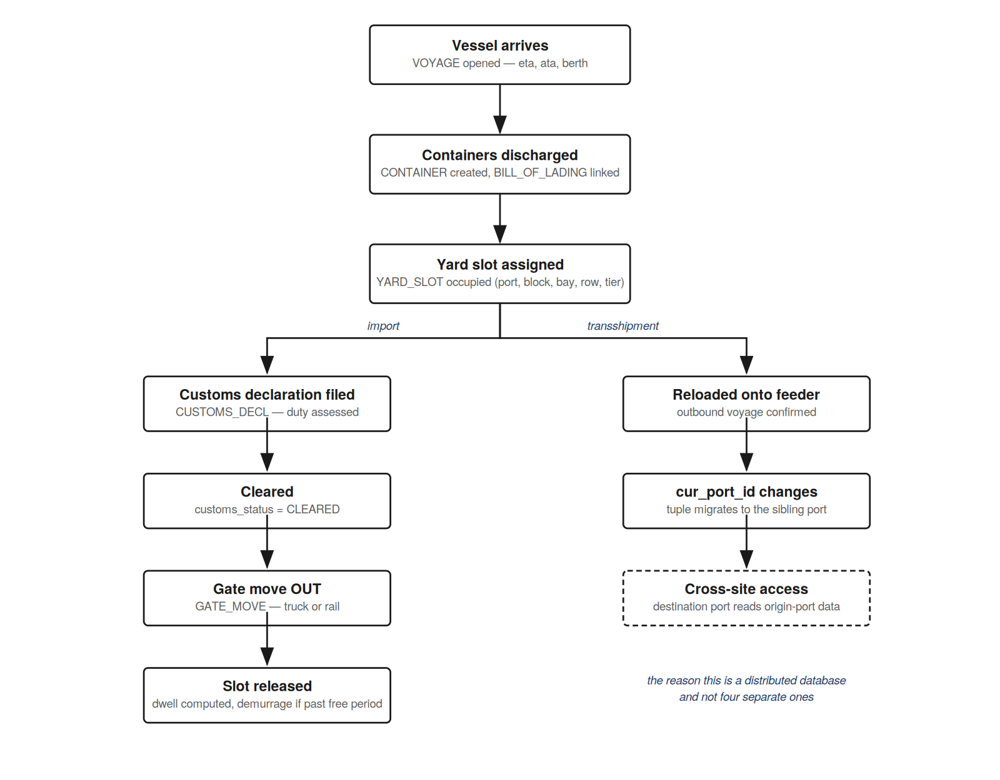 Vessel arrives
VOYAGE opened — eta, ata, berth
Containers discharged
CONTAINER created, BILL_OF_LADING linked
Yard slot assigned
YARD_SLOT occupied (port, block, bay, row, tier)
import
transshipment
Customs declaration filed
CUSTOMS_DECL — duty assessed
Reloaded onto feeder
outbound voyage confirmed
Cleared
customs_status = CLEARED
cur_port_id changes
tuple migrates to the sibling port
Gate move OUT
GATE_MOVE — truck or rail
Cross-site access
destination port reads origin-port data
Slot released
dwell computed, demurrage if past free period
the reason this is a distributed database
and not four separate ones